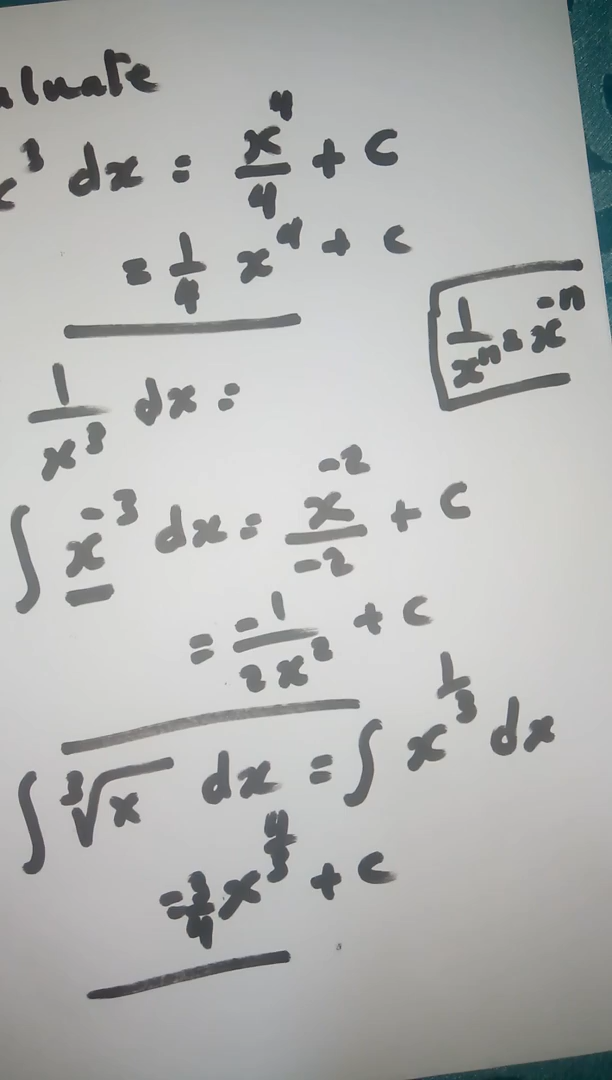 aluate
x³ dx = x⁴/4 + c
= 1/4 x⁴ + c
1/xⁿ = x⁻ⁿ
1/x³ dx =
∫ x⁻³ dx = x⁻²/-2 + c
= -1/2x² + c
∫ ∛x dx = ∫ x^(1/3) dx
= 3/4 x^(4/3) + c